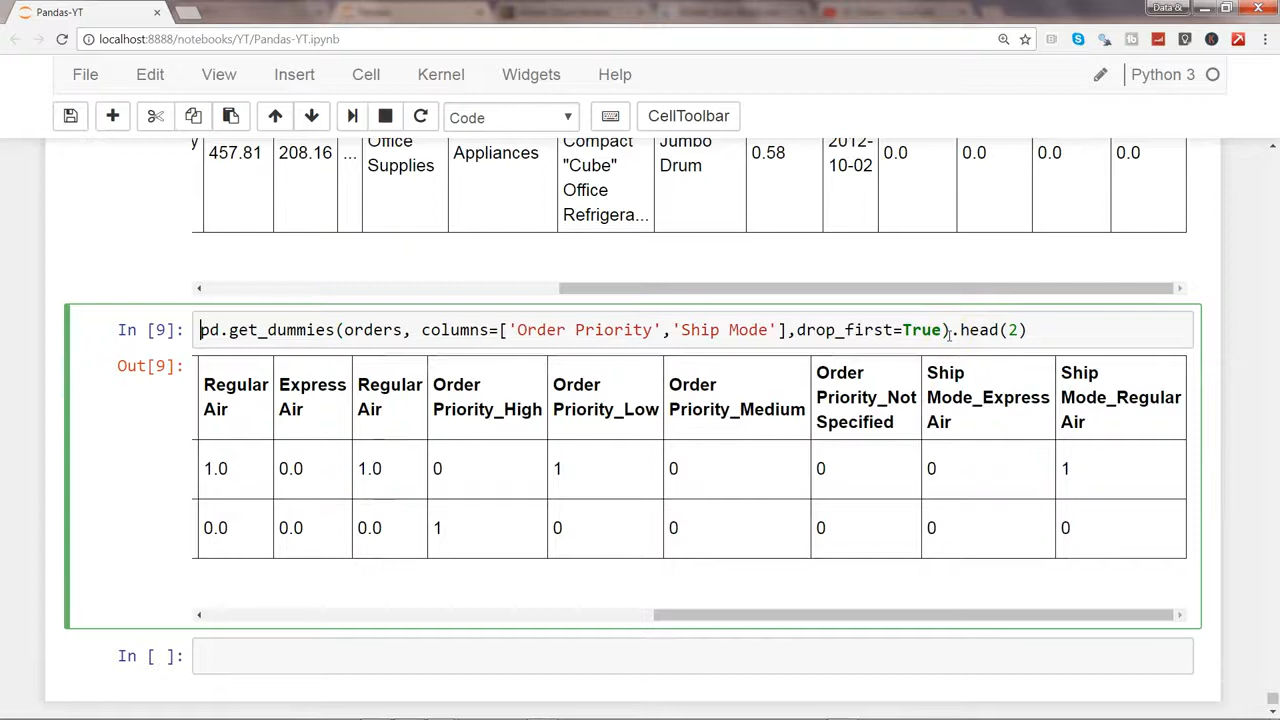 Pandas-YT
Data &
localhost:8888/notebooks/YT/Pandas-YT.ipynb
File Edit View Insert Cell Kernel Widgets Help
Python 3
Code
CellToolbar
y 457.81 208.16 ... Office Supplies Appliances Compact "Cube" Office Refrigera... Jumbo Drum 0.58 2012-10-02 0.0 0.0 0.0 0.0
In [9]: pd.get_dummies(orders, columns=['Order Priority','Ship Mode'],drop_first=True).head(2)
Out[9]:
Regular Air Express Air Regular Air Order Priority_High Order Priority_Low Order Priority_Medium Order Priority_Not Specified Ship Mode_Express Air Ship Mode_Regular Air
1.0 0.0 1.0 0 1 0 0 0 1
0.0 0.0 0.0 1 0 0 0 0 0
In [ ]: